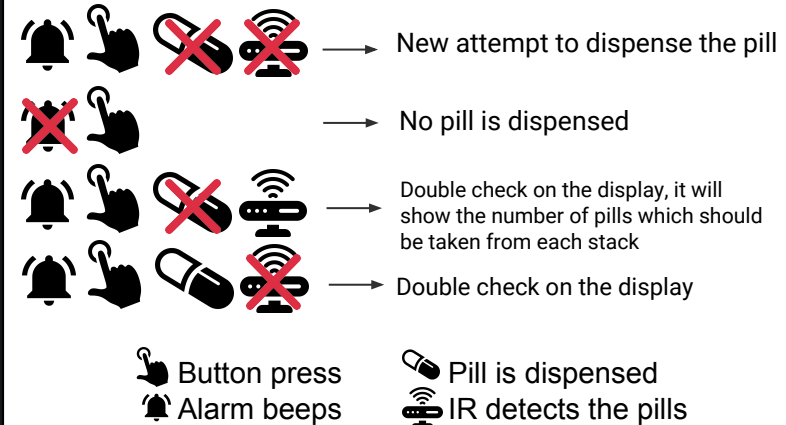 New attempt to dispense the pill
No pill is dispensed
Double check on the display, it will
show the number of pills which should
be taken from each stack
Double check on the display
Button press
Pill is dispensed
Alarm beeps
IR detects the pills